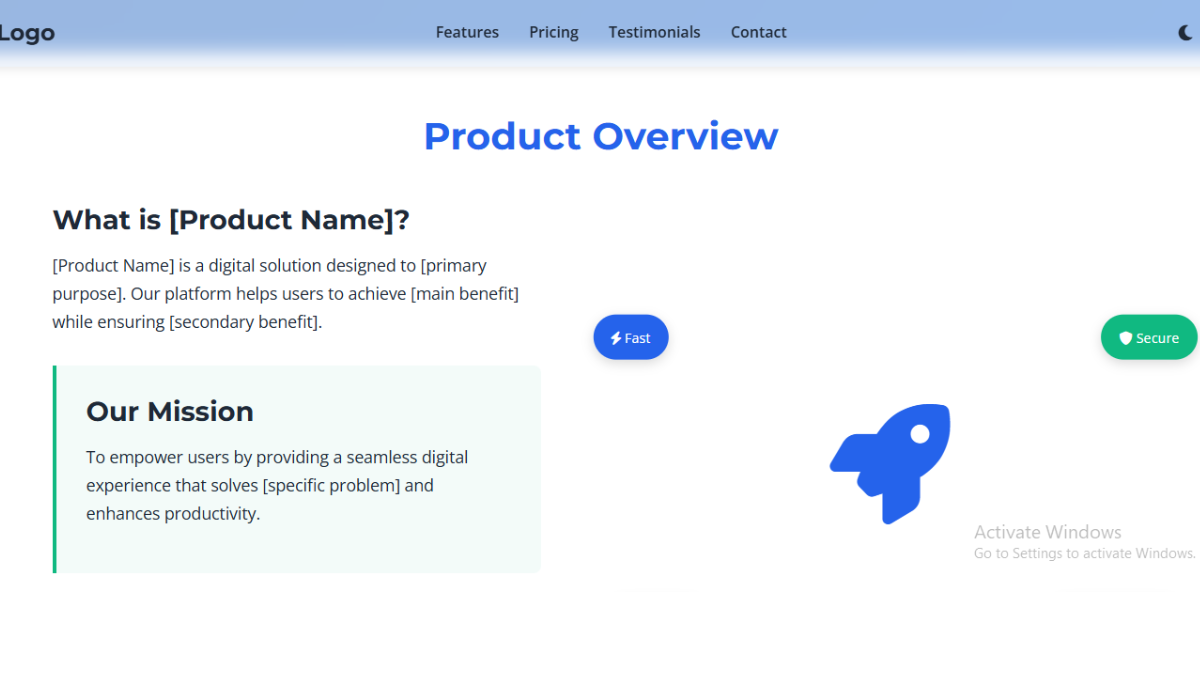 Logo
Features Pricing Testimonials Contact
Product Overview
What is [Product Name]?
[Product Name] is a digital solution designed to [primary
purpose]. Our platform helps users to achieve [main benefit]
while ensuring [secondary benefit].
Our Mission
To empower users by providing a seamless digital
experience that solves [specific problem] and
enhances productivity.
Fast
Secure
Activate Windows
Go to Settings to activate Windows.